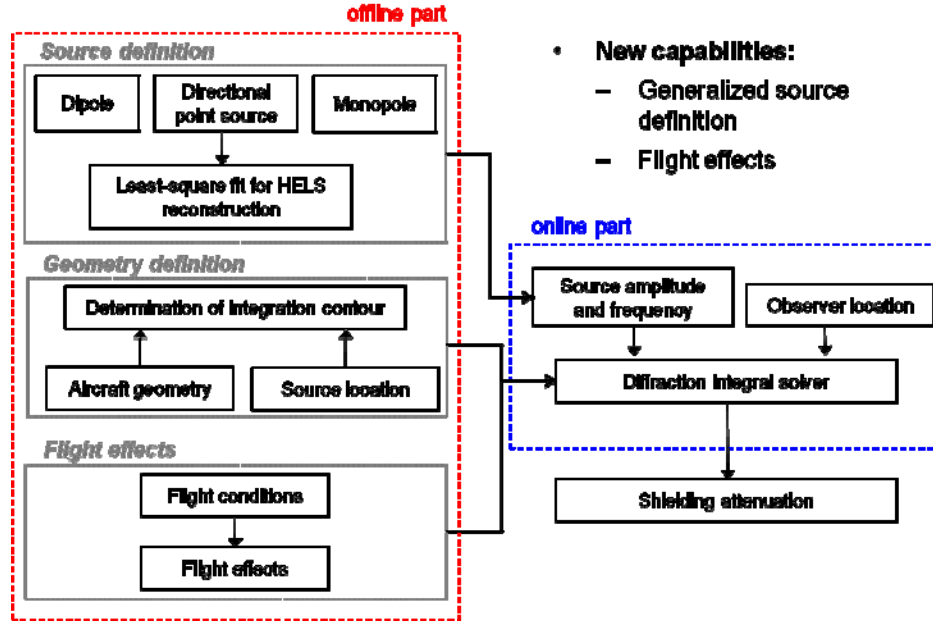 offline part
Source definition
Dipole
Directional
point source
Monopole
Least-square fit for HELS
reconstruction
Geometry definition
Determination of integration contour
Aircraft geometry
Source location
Flight effects
Flight conditions
Flight effects
• New capabilities:
– Generalized source
definition
– Flight effects
online part
Source amplitude
and frequency
Observer location
Diffraction integral solver
Shielding attenuation